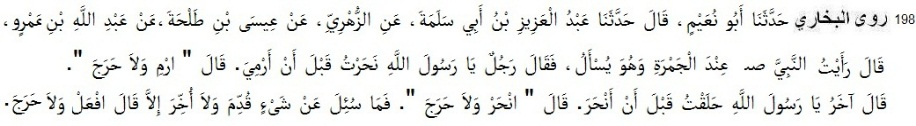 198 روى البخاري حَدَّثَنَا أَبُو نُعَيْمٍ، قَالَ حَدَّثَنَا عَبْدُ الْعَزِيزِ بْنُ أَبِي سَلَمَةَ، عَنِ الزُّهْرِيِّ، عَنْ عِيسَى بْنِ طَلْحَةَ،عَنْ عَبْدِ اللَّهِ بْنِ عَمْرٍو،
قَالَ رَأَيْتُ النَّبِيَّ صـ عِنْدَ الْجَمْرَةِ وَهُوَ يُسْأَلُ، فَقَالَ رَجُلٌ يَا رَسُولَ اللَّهِ نَحَرْتُ قَبْلَ أَنْ أَرْمِيَ. قَالَ " ارْمِ وَلاَ حَرَجَ ".
قَالَ آخَرُ يَا رَسُولَ اللَّهِ حَلَقْتُ قَبْلَ أَنْ أَنْحَرَ. قَالَ " انْحَرْ وَلاَ حَرَجَ ". فَمَا سُئِلَ عَنْ شَىْءٍ قُدِّمَ وَلاَ أُخِّرَ إِلاَّ قَالَ افْعَلْ وَلاَ حَرَجَ.